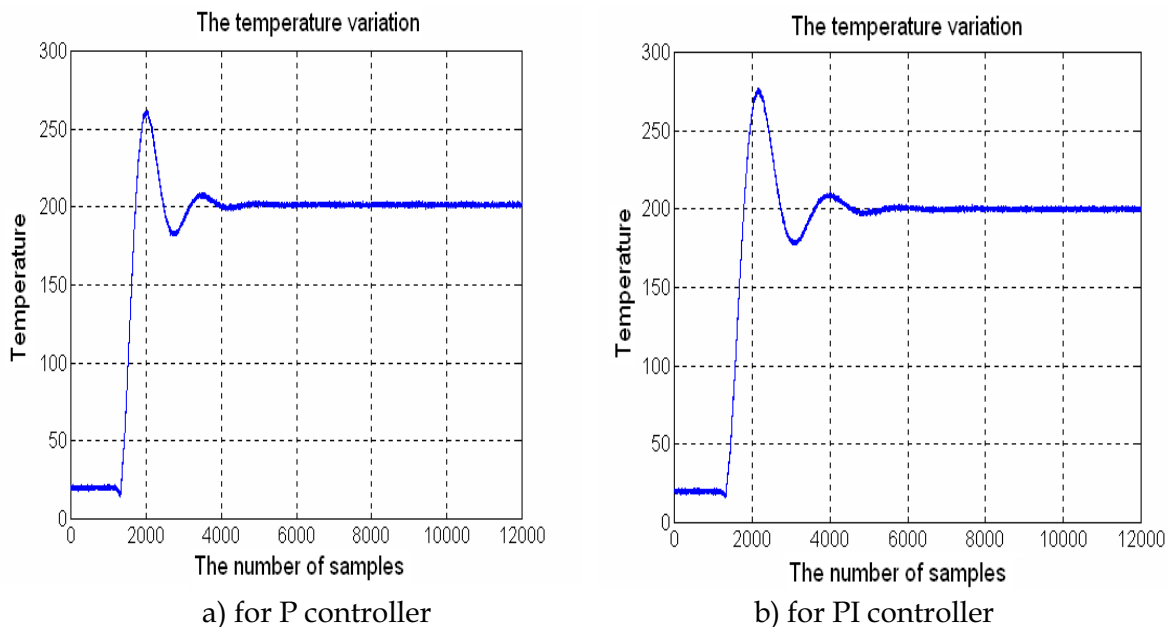 The temperature variation
300
250
200
150
100
50
0
Temperature
0 2000 4000 6000 8000 10000 12000
The number of samples
a) for P controller
The temperature variation
300
250
200
150
100
50
0
Temperature
0 2000 4000 6000 8000 10000 12000
The number of samples
b) for PI controller